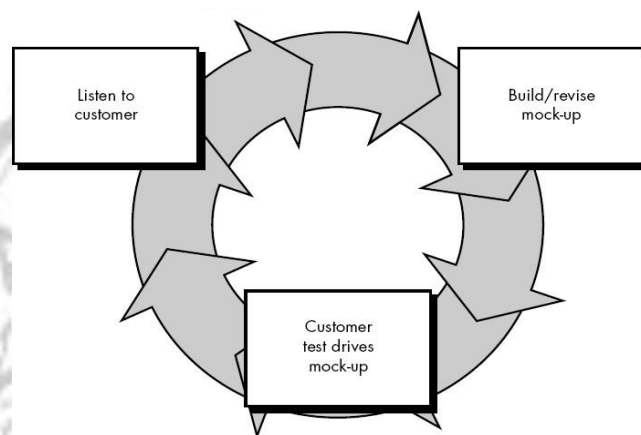 Listen to
customer
Build/revise
mock-up
Customer
test drives
mock-up